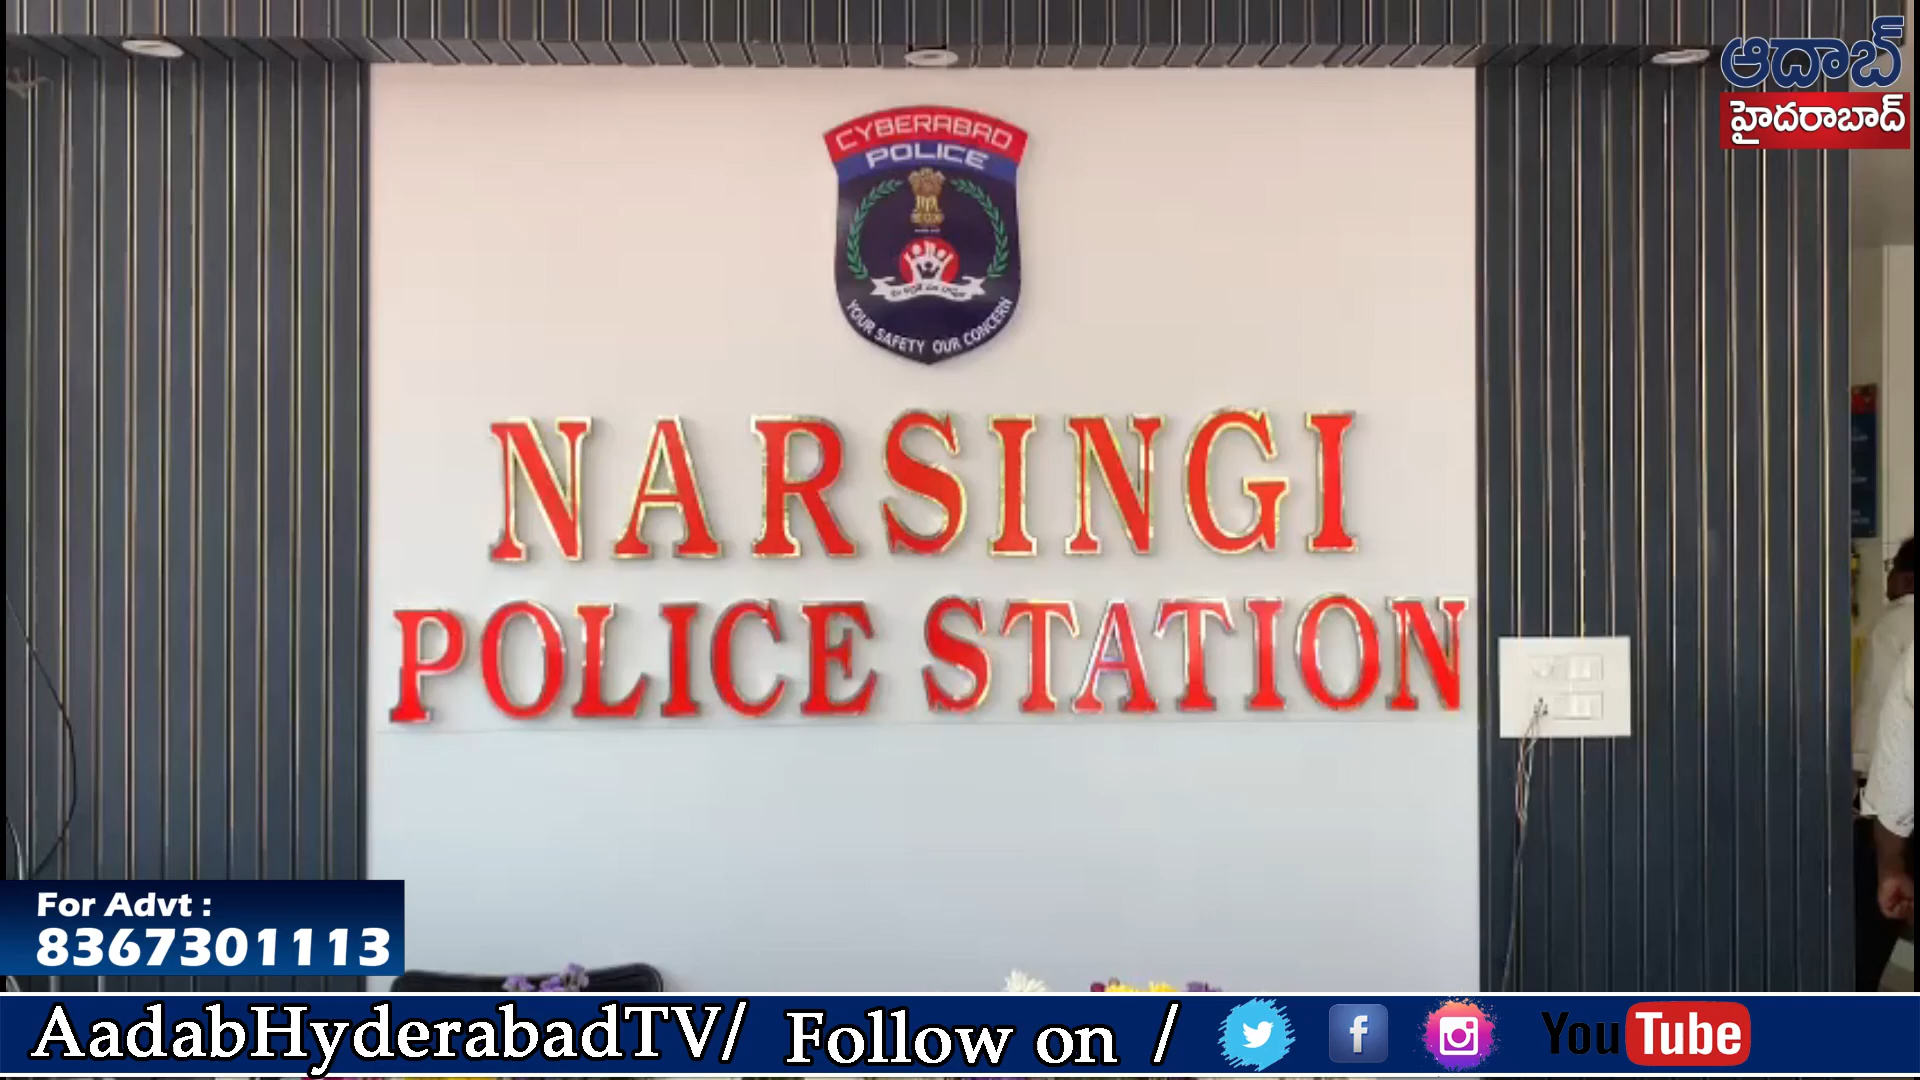 ఆదాబ్
హైదరాబాద్
CYBERABAD
POLICE
YOUR SAFETY OUR CONCERN
NARSINGI
POLICE STATION
For Advt :
8367301113
AadabHyderabadTV/ Follow on /
YouTube